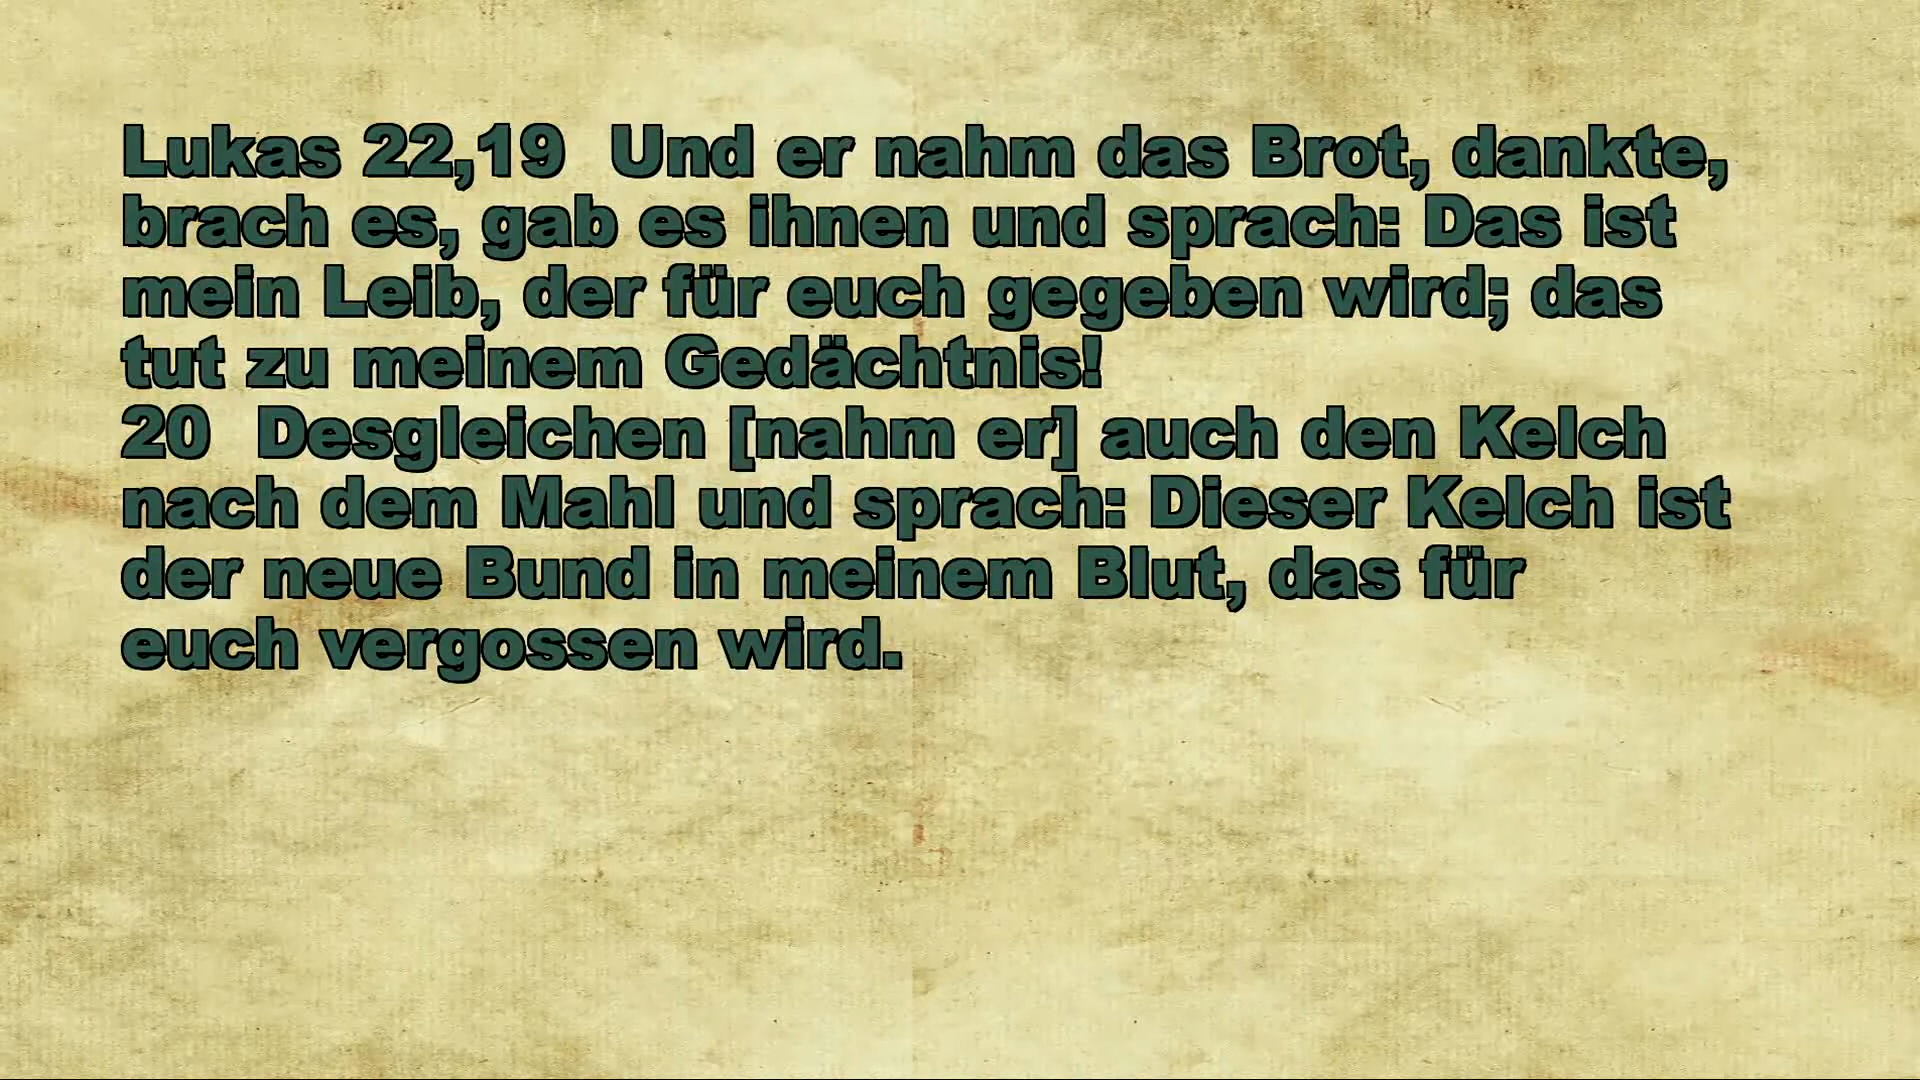 Lukas 22,19  Und er nahm das Brot, dankte,
brach es, gab es ihnen und sprach: Das ist
mein Leib, der für euch gegeben wird; das
tut zu meinem Gedächtnis!
20  Desgleichen [nahm er] auch den Kelch
nach dem Mahl und sprach: Dieser Kelch ist
der neue Bund in meinem Blut, das für
euch vergossen wird.